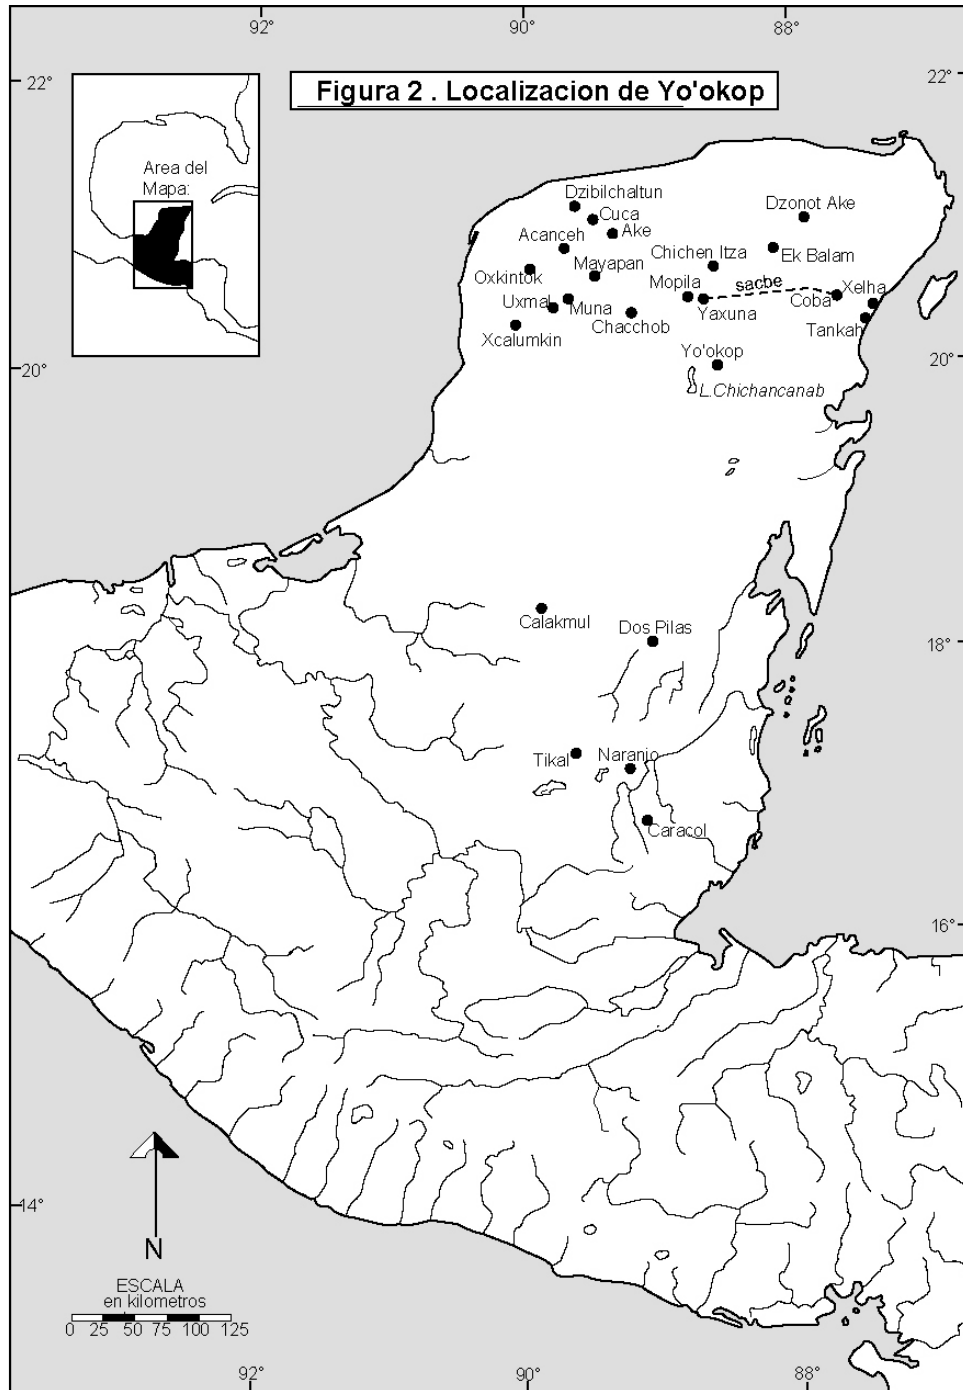 92°
90°
88°
22°
22°
Figura 2 . Localizacion de Yo'okop
Area del
Mapa:
Dzibilchaltun
Cuca
Dzonot Ake
Acanceh
Ake
Chichen Itza
Ek Balam
Mayapan
Oxkintok
Mopila
sacbe
Xelha
Uxmal
Muna
Yaxuna
Coba
Chacchob
Tankah
Xcalumkin
Yo'okop
20°
20°
L.Chichancanab
Calakmul
Dos Pilas
18°
Tikal
Naranjo
Caracol
16°
14°
N
ESCALA
en kilometros
0 25 50 75 100 125
92°
90°
88°